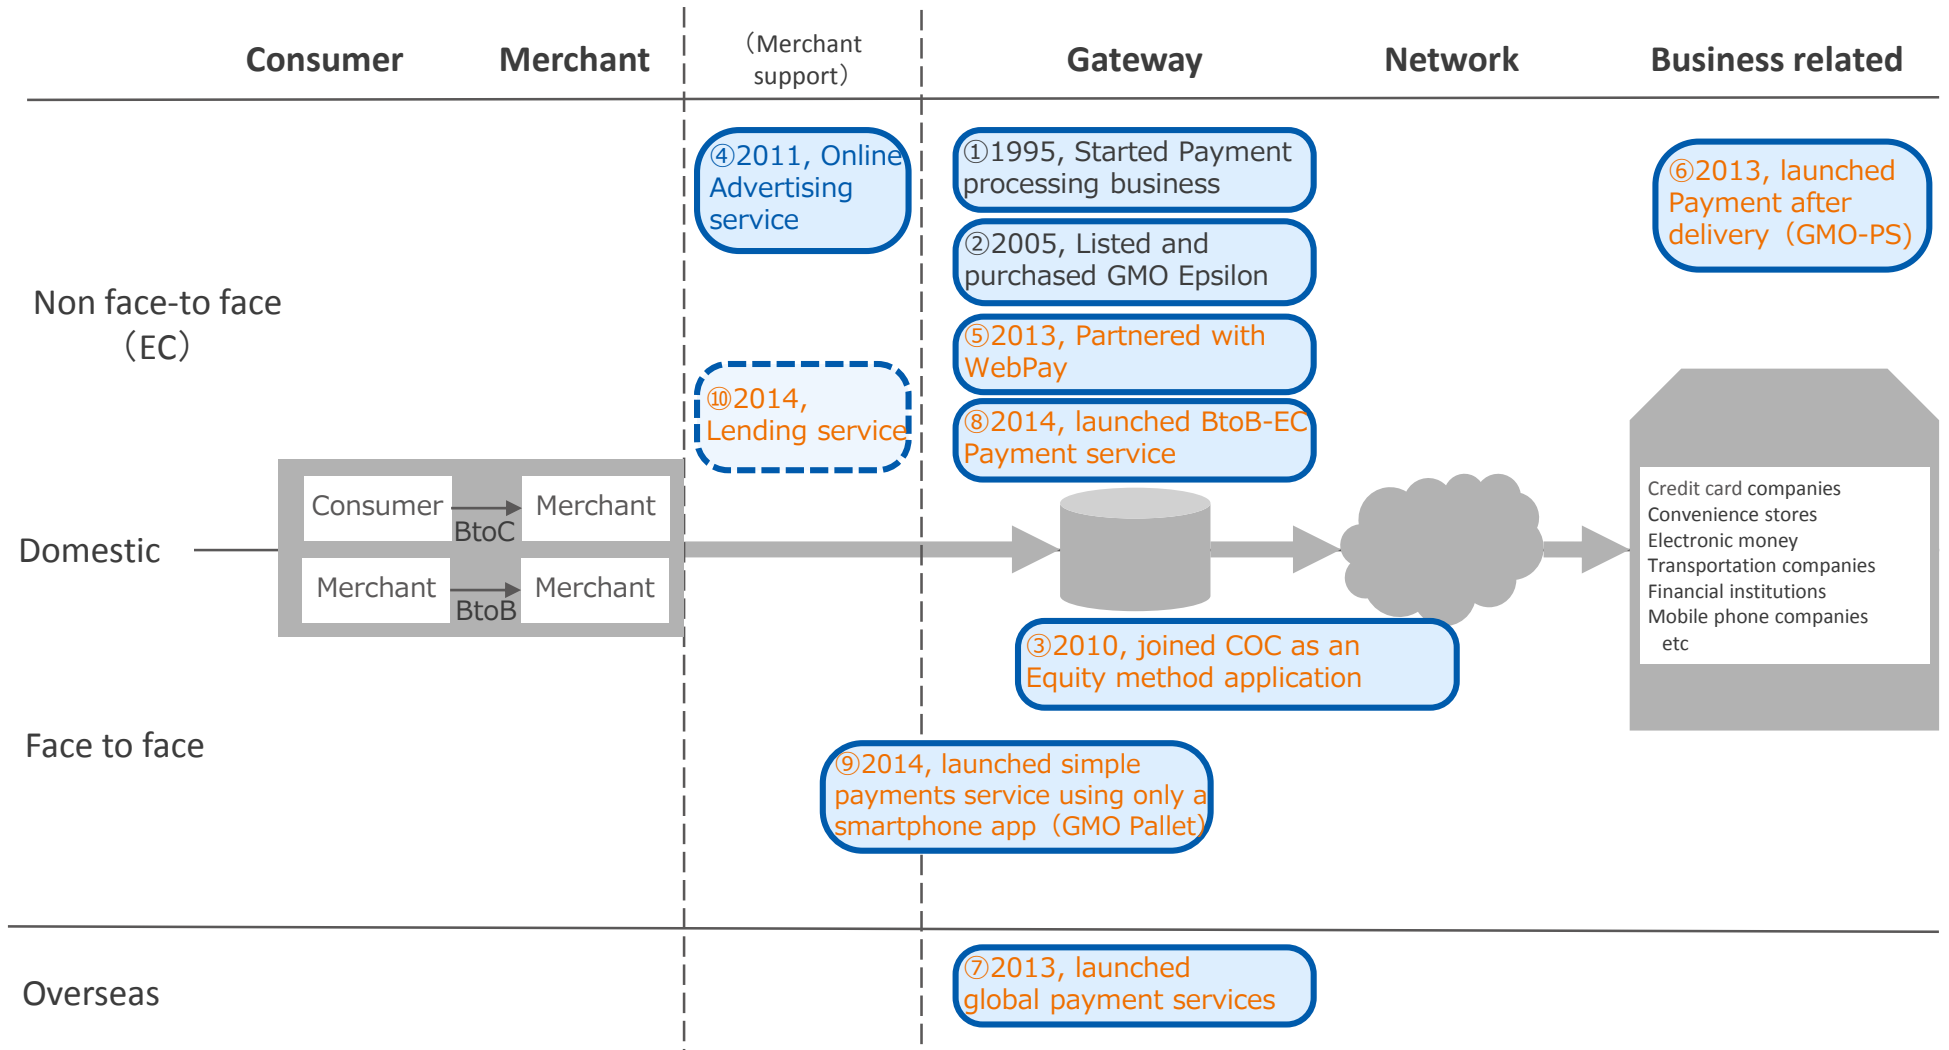 Consumer
Merchant
（Merchant
support）
Gateway
Network
Business related
④2011, Online
Advertising
service
①1995, Started Payment
processing business
⑥2013, launched
Payment after
delivery（GMO-PS）
②2005, Listed and
purchased GMO Epsilon
Non face-to face
（EC）
⑤2013, Partnered with
WebPay
⑩2014,
Lending service
⑧2014, launched BtoB-EC
Payment service
Domestic
Consumer
BtoC
Merchant
Merchant
BtoB
Merchant
Credit card companies
Convenience stores
Electronic money
Transportation companies
Financial institutions
Mobile phone companies
etc
③2010, joined COC as an
Equity method application
Face to face
⑨2014, launched simple
payments service using only a
smartphone app（GMO Pallet）
Overseas
⑦2013, launched
global payment services